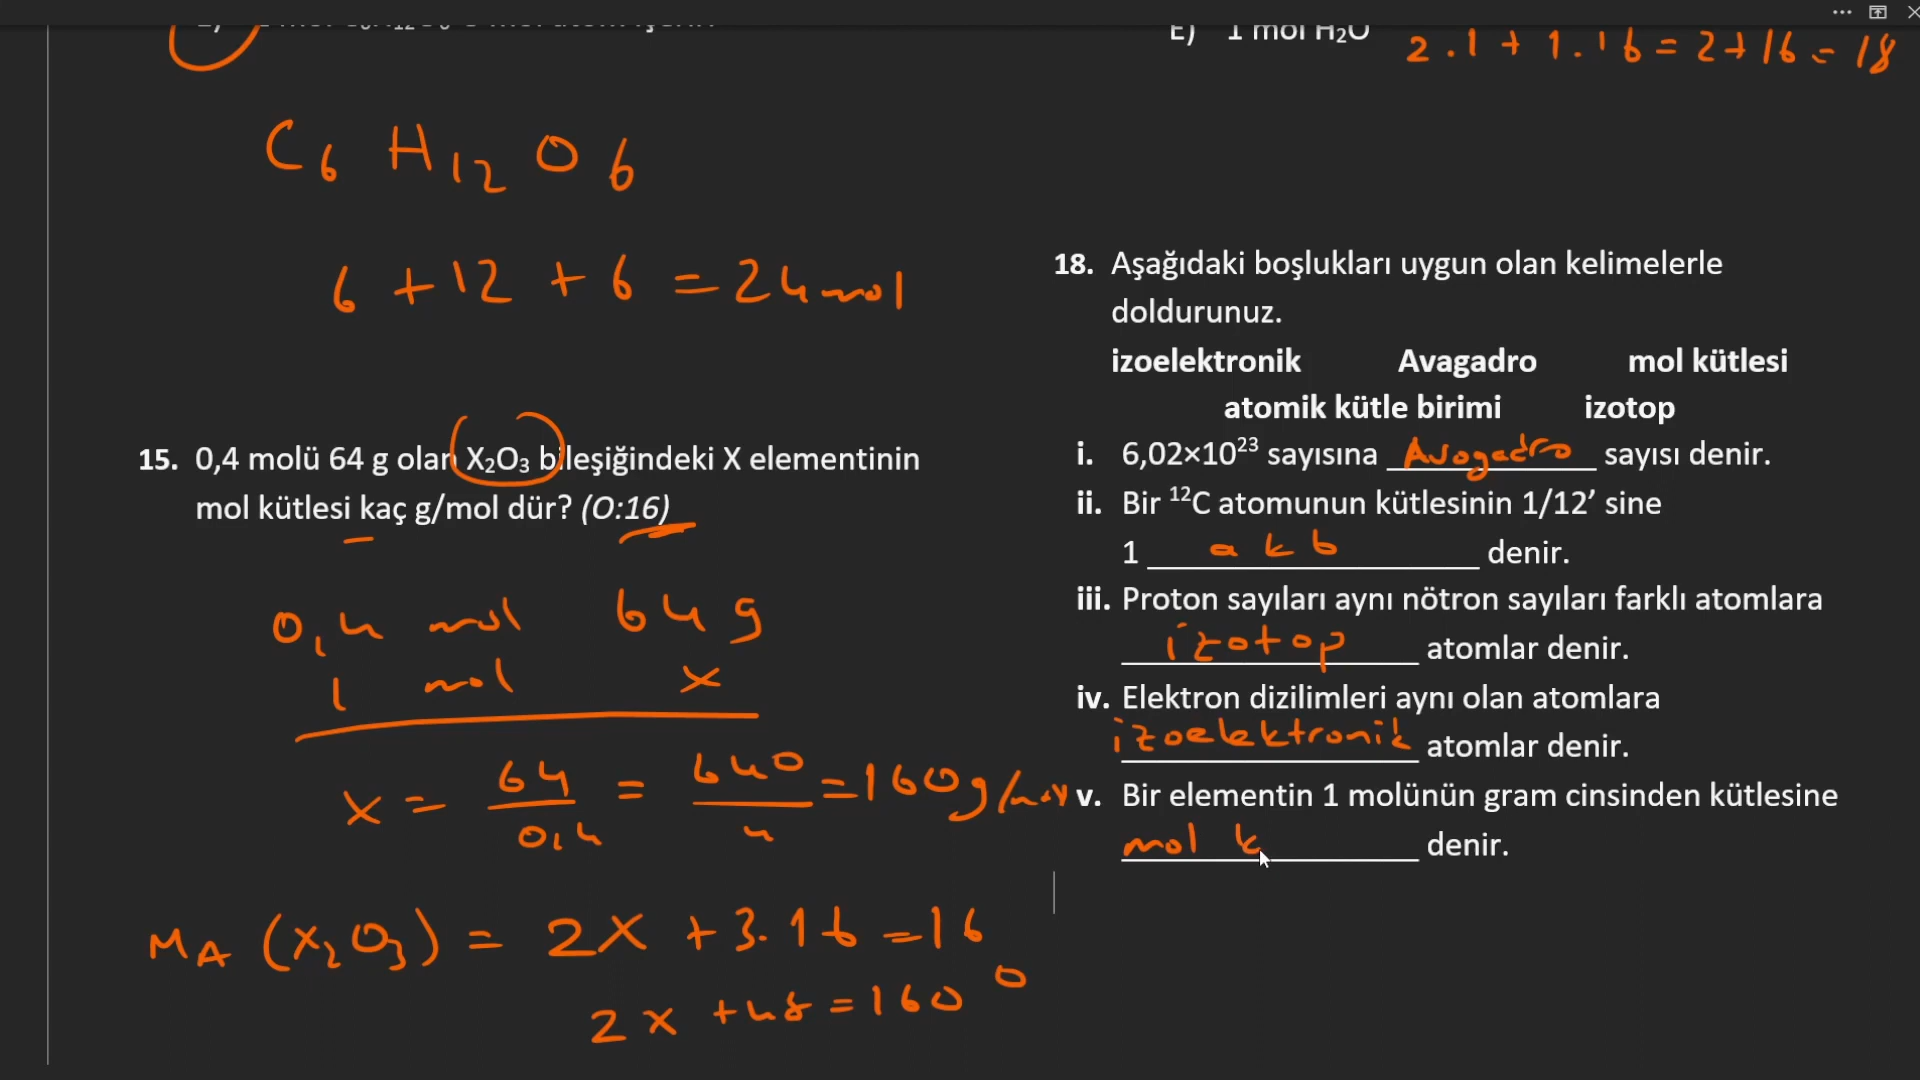 E) 1 mol H₂O 2.1 + 1.16 = 2+16 = 18
C₆ H₁₂ O₆
6 + 12 + 6 = 24 mol
15. 0,4 molü 64 g olan X₂O₃ bileşiğindeki X elementinin
mol kütlesi kaç g/mol dür? (O:16)
0,4 mol 64 g
1 mol x
x = 64/0,4 = 640/4 = 160 g/mol
MA (X₂O₃) = 2X + 3.16 = 160
2x + 48 = 160
18. Aşağıdaki boşlukları uygun olan kelimelerle
doldurunuz.
izoelektronik Avagadro mol kütlesi
atomik kütle birimi izotop
i. 6,02×10²³ sayısına Avogadro sayısı denir.
ii. Bir ¹²C atomunun kütlesinin 1/12’ sine
1 akb denir.
iii. Proton sayıları aynı nötron sayıları farklı atomlara
izotop atomlar denir.
iv. Elektron dizilimleri aynı olan atomlara
izoelektronik atomlar denir.
v. Bir elementin 1 molünün gram cinsinden kütlesine
mol k denir.